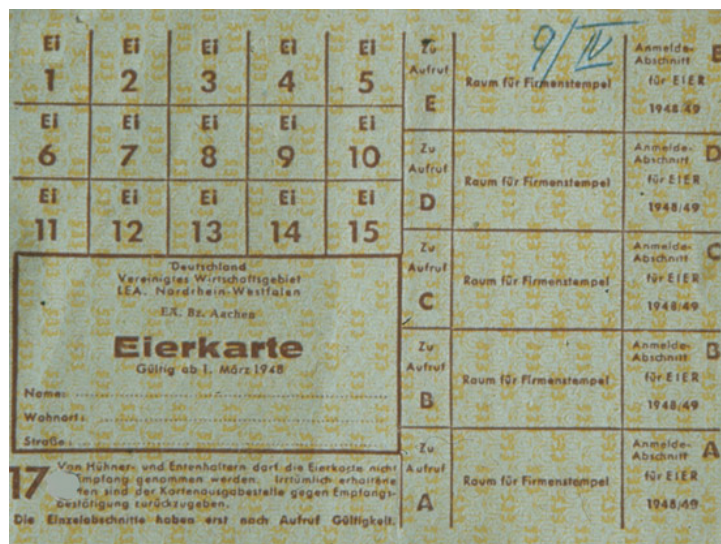 Ei Ei Ei Ei Ei
1 2 3 4 5
Ei Ei Ei Ei Ei
6 7 8 9 10
Ei Ei Ei Ei Ei
11 12 13 14 15
Deutschland
Vereinigtes Wirtschaftsgebiet
LEA. Nordrhein-Westfalen
EA. Bz. Aachen
Eierkarte
Gültig ab 1. März 1948
Name:
Wohnort:
Straße:
17
Von Hühner- und Entenhaltern darf die Eierkarte nicht
Empfang genommen werden. Irrtümlich erhaltene
sind der Kartenausgabestelle gegen Empfangs-
bestätigung zurückzugeben.
Die Einzelabschnitte haben erst nach Aufruf Gültigkeit.
Zu
Aufruf
E
9/IV
Raum für Firmenstempel
Anmelde-
Abschnitt E
für EIER
1948/49
Zu
Aufruf
D
Raum für Firmenstempel
Anmelde-
Abschnitt D
für EIER
1948/49
Zu
Aufruf
C
Raum für Firmenstempel
Anmelde-
Abschnitt C
für EIER
1948/49
Zu
Aufruf
B
Raum für Firmenstempel
Anmelde-
Abschnitt B
für EIER
1948/49
Zu
Aufruf
A
Raum für Firmenstempel
Anmelde-
Abschnitt A
für EIER
1948/49